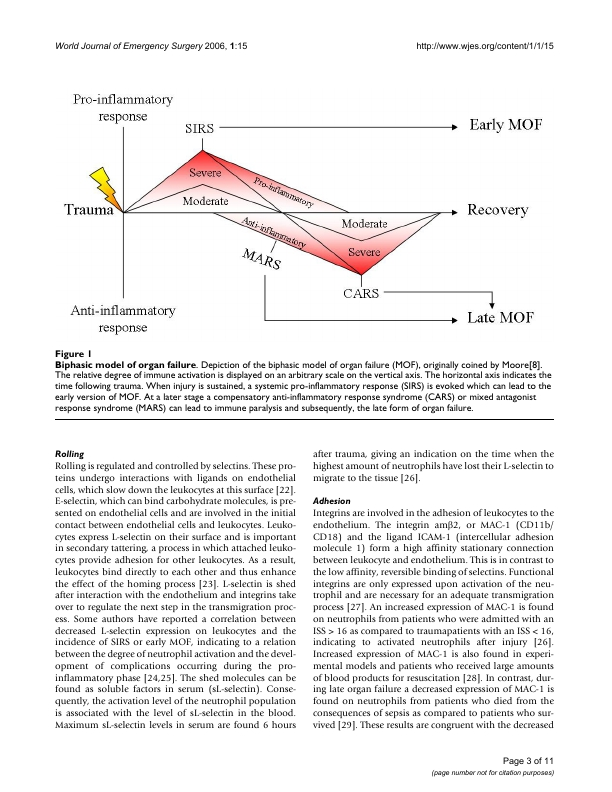 World Journal of Emergency Surgery 2006, 1:15
http://www.wjes.org/content/1/1/15
Pro-inflammatory
response
SIRS
Early MOF
Severe
Pro-inflammatory
Moderate
Trauma
Recovery
Moderate
Anti-inflammatory
Severe
MARS
CARS
Anti-inflammatory
response
Late MOF
Figure 1
Biphasic model of organ failure. Depiction of the biphasic model of organ failure (MOF), originally coined by Moore[8].
The relative degree of immune activation is displayed on an arbitrary scale on the vertical axis. The horizontal axis indicates the
time following trauma. When injury is sustained, a systemic pro-inflammatory response (SIRS) is evoked which can lead to the
early version of MOF. At a later stage a compensatory anti-inflammatory response syndrome (CARS) or mixed antagonist
response syndrome (MARS) can lead to immune paralysis and subsequently, the late form of organ failure.
Rolling
Rolling is regulated and controlled by selectins. These pro-
teins undergo interactions with ligands on endothelial
cells, which slow down the leukocytes at this surface [22].
E-selectin, which can bind carbohydrate molecules, is pre-
sented on endothelial cells and are involved in the initial
contact between endothelial cells and leukocytes. Leuko-
cytes express L-selectin on their surface and is important
in secondary tattering, a process in which attached leuko-
cytes provide adhesion for other leukocytes. As a result,
leukocytes bind directly to each other and thus enhance
the effect of the homing process [23]. L-selectin is shed
after interaction with the endothelium and integrins take
over to regulate the next step in the transmigration proc-
ess. Some authors have reported a correlation between
decreased L-selectin expression on leukocytes and the
incidence of SIRS or early MOF, indicating to a relation
between the degree of neutrophil activation and the devel-
opment of complications occurring during the pro-
inflammatory phase [24,25]. The shed molecules can be
found as soluble factors in serum (sL-selectin). Conse-
quently, the activation level of the neutrophil population
is associated with the level of sL-selectin in the blood.
Maximum sL-selectin levels in serum are found 6 hours
after trauma, giving an indication on the time when the
highest amount of neutrophils have lost their L-selectin to
migrate to the tissue [26].
Adhesion
Integrins are involved in the adhesion of leukocytes to the
endothelium. The integrin αmβ2, or MAC-1 (CD11b/
CD18) and the ligand ICAM-1 (intercellular adhesion
molecule 1) form a high affinity stationary connection
between leukocyte and endothelium. This is in contrast to
the low affinity, reversible binding of selectins. Functional
integrins are only expressed upon activation of the neu-
trophil and are necessary for an adequate transmigration
process [27]. An increased expression of MAC-1 is found
on neutrophils from patients who were admitted with an
ISS > 16 as compared to traumapatients with an ISS < 16,
indicating to activated neutrophils after injury [26].
Increased expression of MAC-1 is also found in experi-
mental models and patients who received large amounts
of blood products for resuscitation [28]. In contrast, dur-
ing late organ failure a decreased expression of MAC-1 is
found on neutrophils from patients who died from the
consequences of sepsis as compared to patients who sur-
vived [29]. These results are congruent with the decreased
Page 3 of 11
(page number not for citation purposes)